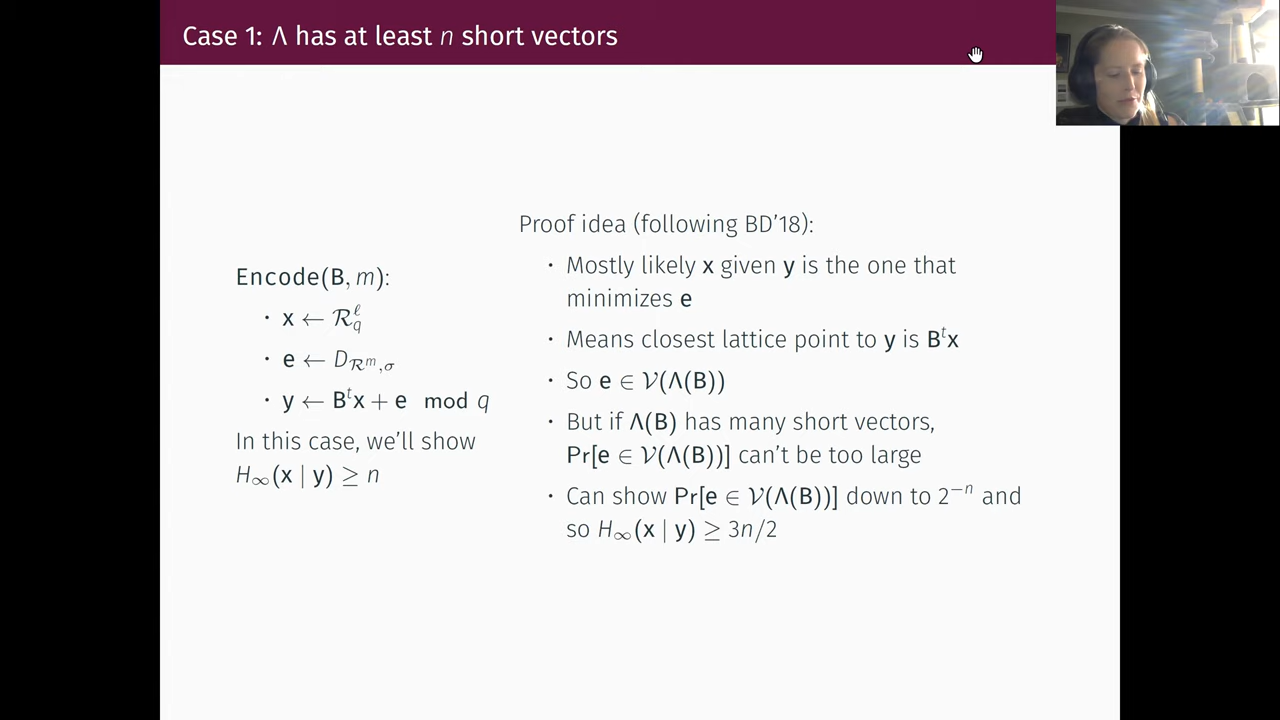 Case 1: Λ has at least n short vectors
Encode(B, m):
· x ← R_q^ℓ
· e ← D_{R^m,σ}
· y ← B^t x + e mod q
In this case, we'll show
H_∞(x | y) ≥ n
Proof idea (following BD'18):
· Mostly likely x given y is the one that
minimizes e
· Means closest lattice point to y is B^t x
· So e ∈ V(Λ(B))
· But if Λ(B) has many short vectors,
Pr[e ∈ V(Λ(B))] can't be too large
· Can show Pr[e ∈ V(Λ(B))] down to 2^{-n} and
so H_∞(x | y) ≥ 3n/2